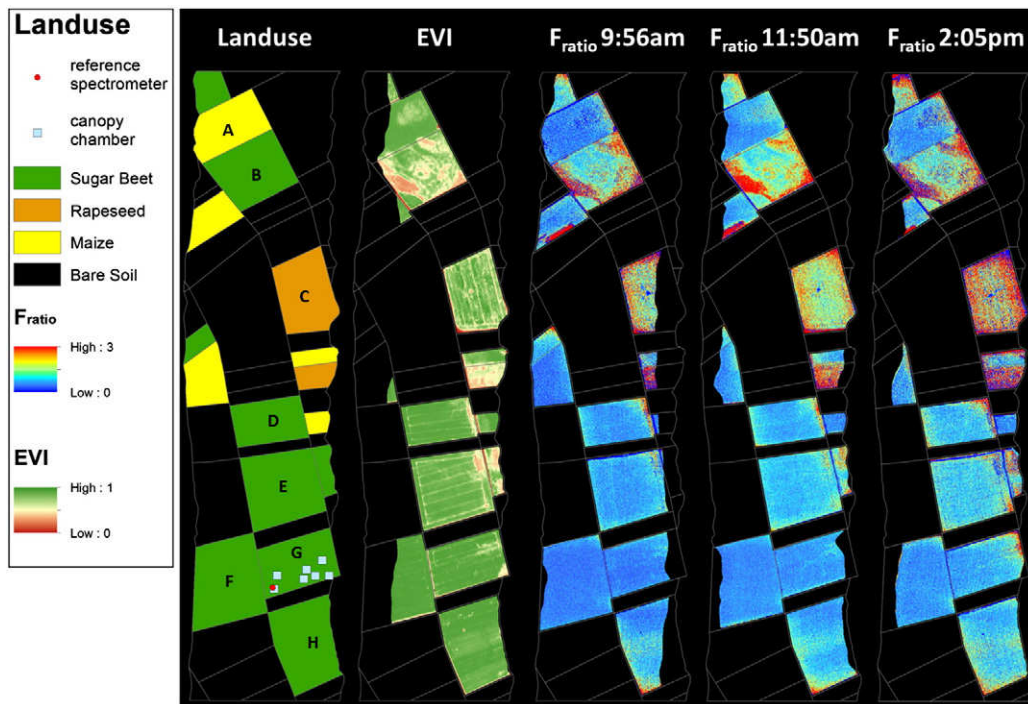 Landuse
reference
spectrometer
canopy
chamber
Sugar Beet
Rapeseed
Maize
Bare Soil
Fratio
High : 3
Low : 0
EVI
High : 1
Low : 0
Landuse EVI Fratio 9:56am Fratio 11:50am Fratio 2:05pm
A
B
C
D
E
G
F
H